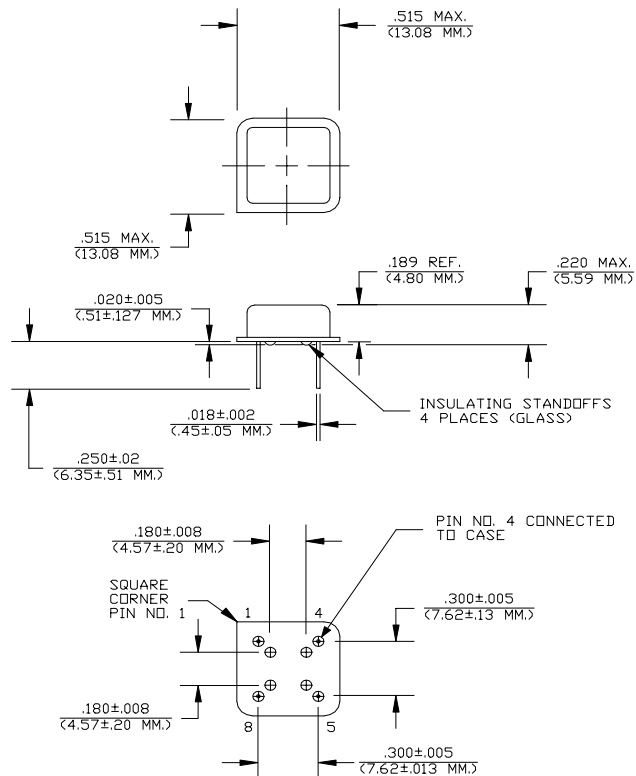 .515 MAX.
(13.08 MM.)
.515 MAX.
(13.08 MM.)
.189 REF.
(4.80 MM.)
.220 MAX.
(5.59 MM.)
.020±.005
(.51±.127 MM.)
.018±.002
(.45±.05 MM.)
INSULATING STANDOFFS
4 PLACES (GLASS)
.250±.02
(6.35±.51 MM.)
.180±.008
(4.57±.20 MM.)
PIN NO. 4 CONNECTED
TO CASE
SQUARE
CORNER
PIN NO. 1
1 4
.300±.005
(7.62±.13 MM.)
.180±.008
(4.57±.20 MM.)
8 5
.300±.005
(7.62±.013 MM.)